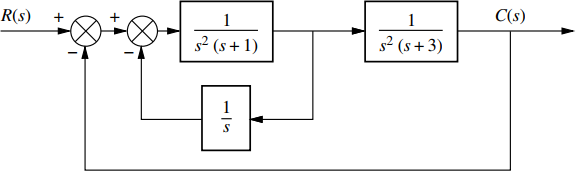 R(s) + + 1 1 C(s)
− − s² (s + 1) s² (s + 3)
1
s